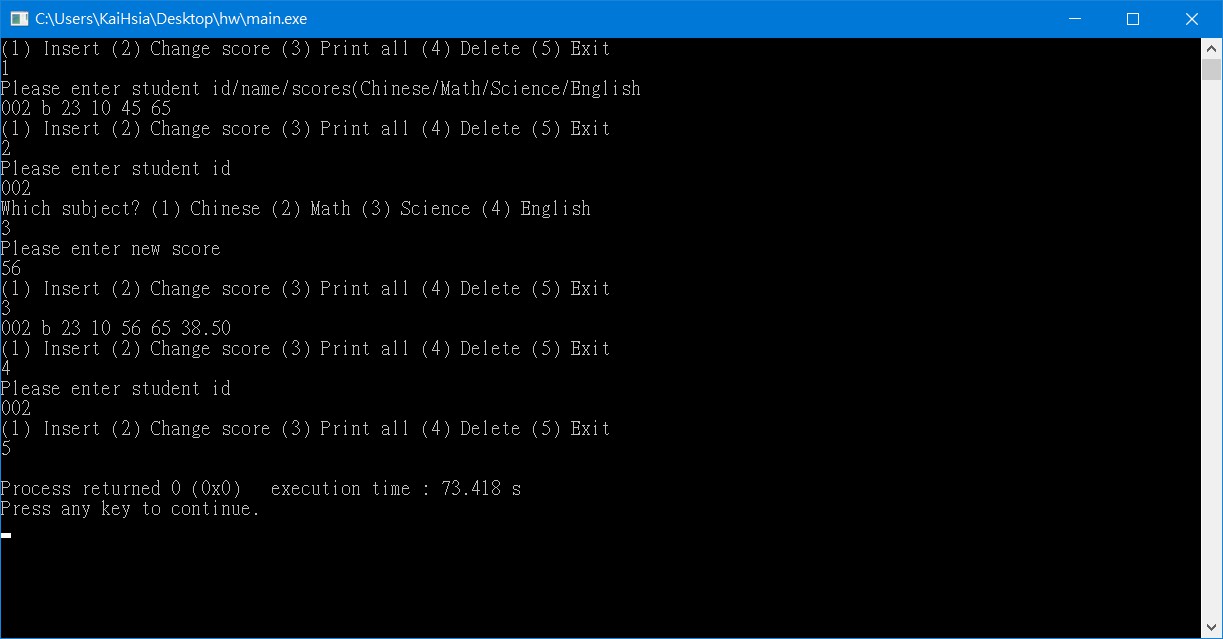 C:\Users\KaiHsia\Desktop\hw\main.exe
(1) Insert (2) Change score (3) Print all (4) Delete (5) Exit
1
Please enter student id/name/scores(Chinese/Math/Science/English
002 b 23 10 45 65
(1) Insert (2) Change score (3) Print all (4) Delete (5) Exit
2
Please enter student id
002
Which subject? (1) Chinese (2) Math (3) Science (4) English
3
Please enter new score
56
(1) Insert (2) Change score (3) Print all (4) Delete (5) Exit
3
002 b 23 10 56 65 38.50
(1) Insert (2) Change score (3) Print all (4) Delete (5) Exit
4
Please enter student id
002
(1) Insert (2) Change score (3) Print all (4) Delete (5) Exit
5
Process returned 0 (0x0)   execution time : 73.418 s
Press any key to continue.